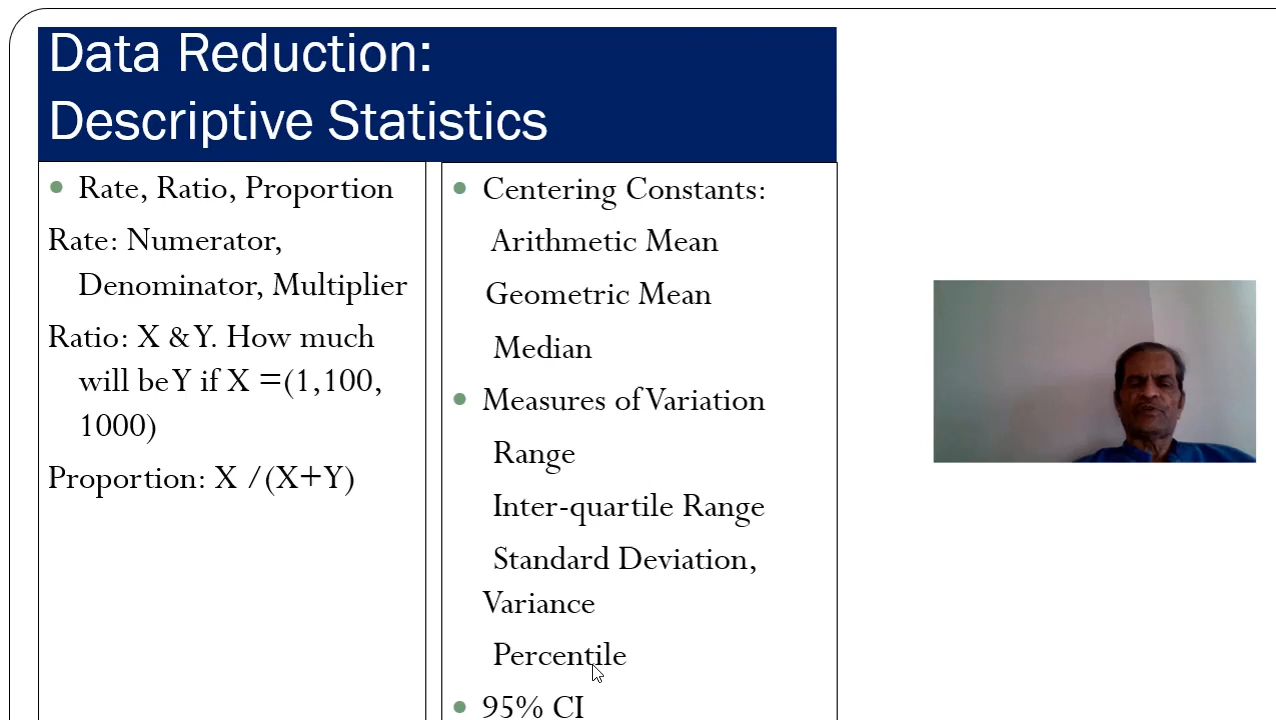 Data Reduction:
Descriptive Statistics
• Rate, Ratio, Proportion
Rate: Numerator,
Denominator, Multiplier
Ratio: X & Y. How much
will be Y if X =(1,100,
1000)
Proportion: X /(X+Y)
• Centering Constants:
Arithmetic Mean
Geometric Mean
Median
• Measures of Variation
Range
Inter-quartile Range
Standard Deviation,
Variance
Percentile
• 95% CI